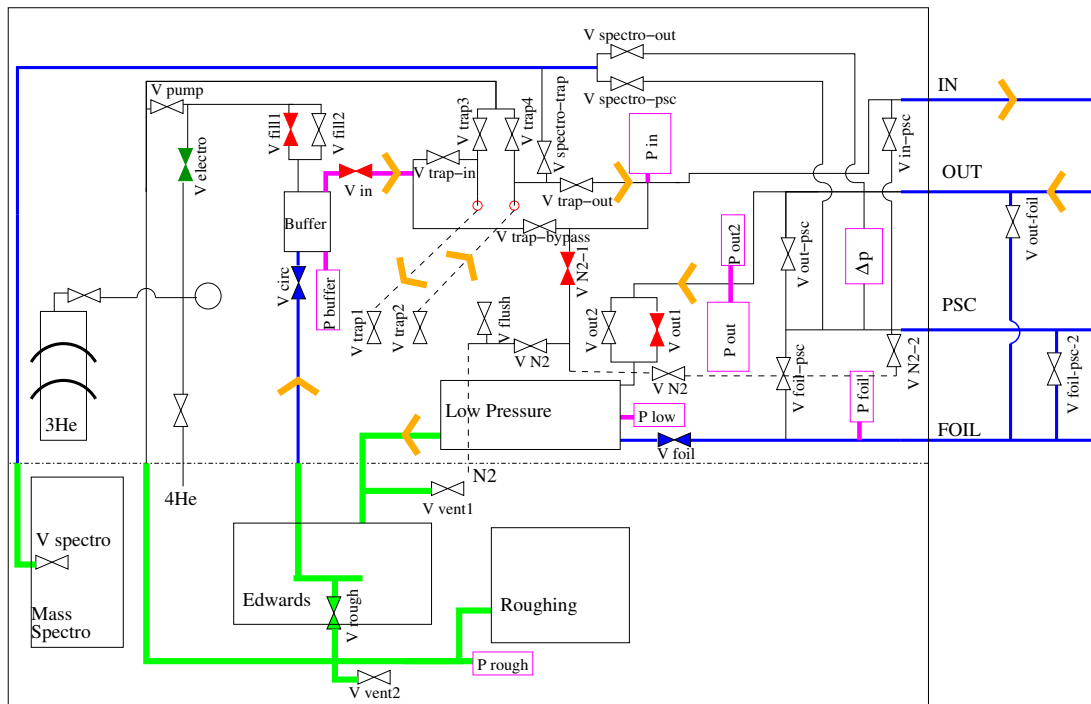 V spectro-out
V pump
V spectro-psc
IN
V fill1
V fill2
V trap3
V trap4
V spectro-trap
P in
V in-psc
V electro
V trap-in
V in
V trap-out
OUT
Buffer
V trap-bypass
V out-psc
V out-foil
P out2
Δp
V circ
P buffer
V N2-1
V trap1
V trap2
V flush
V out2
V out1
P out
PSC
V N2
V N2
V foil-psc
V N2-2
V foil-psc-2
P foil
3He
Low Pressure
P low
V foil
FOIL
N2
4He
V vent1
V spectro
Mass
Spectro
Edwards
V rough
Roughing
P rough
V vent2